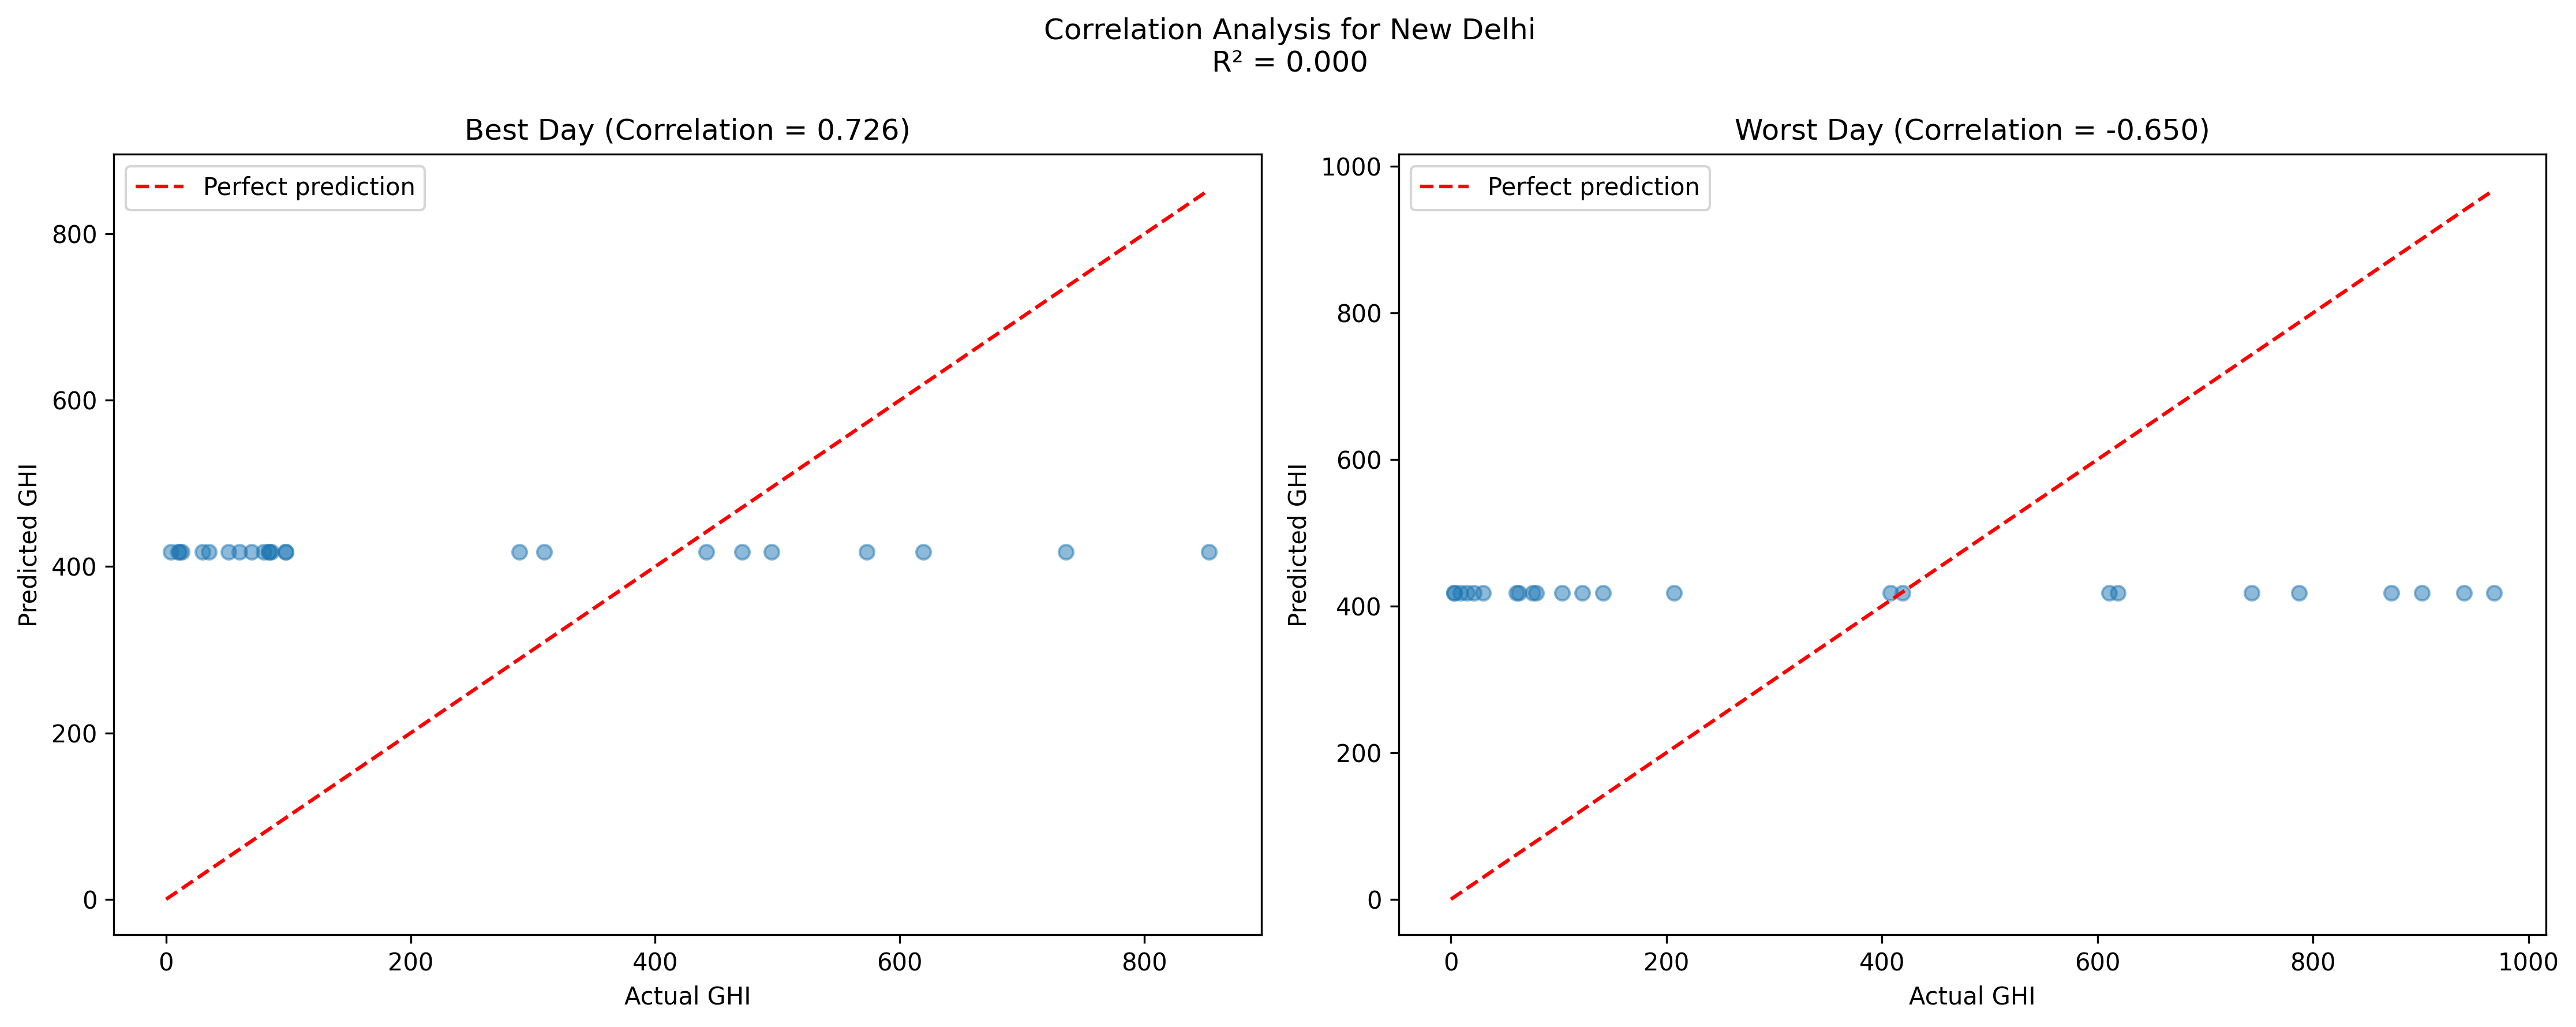 Correlation Analysis for New Delhi
R² = 0.000
Best Day (Correlation = 0.726)
Perfect prediction
800
600
400
200
0
Predicted GHI
0 200 400 600 800
Actual GHI
Worst Day (Correlation = -0.650)
Perfect prediction
1000
800
600
400
200
0
Predicted GHI
0 200 400 600 800 1000
Actual GHI